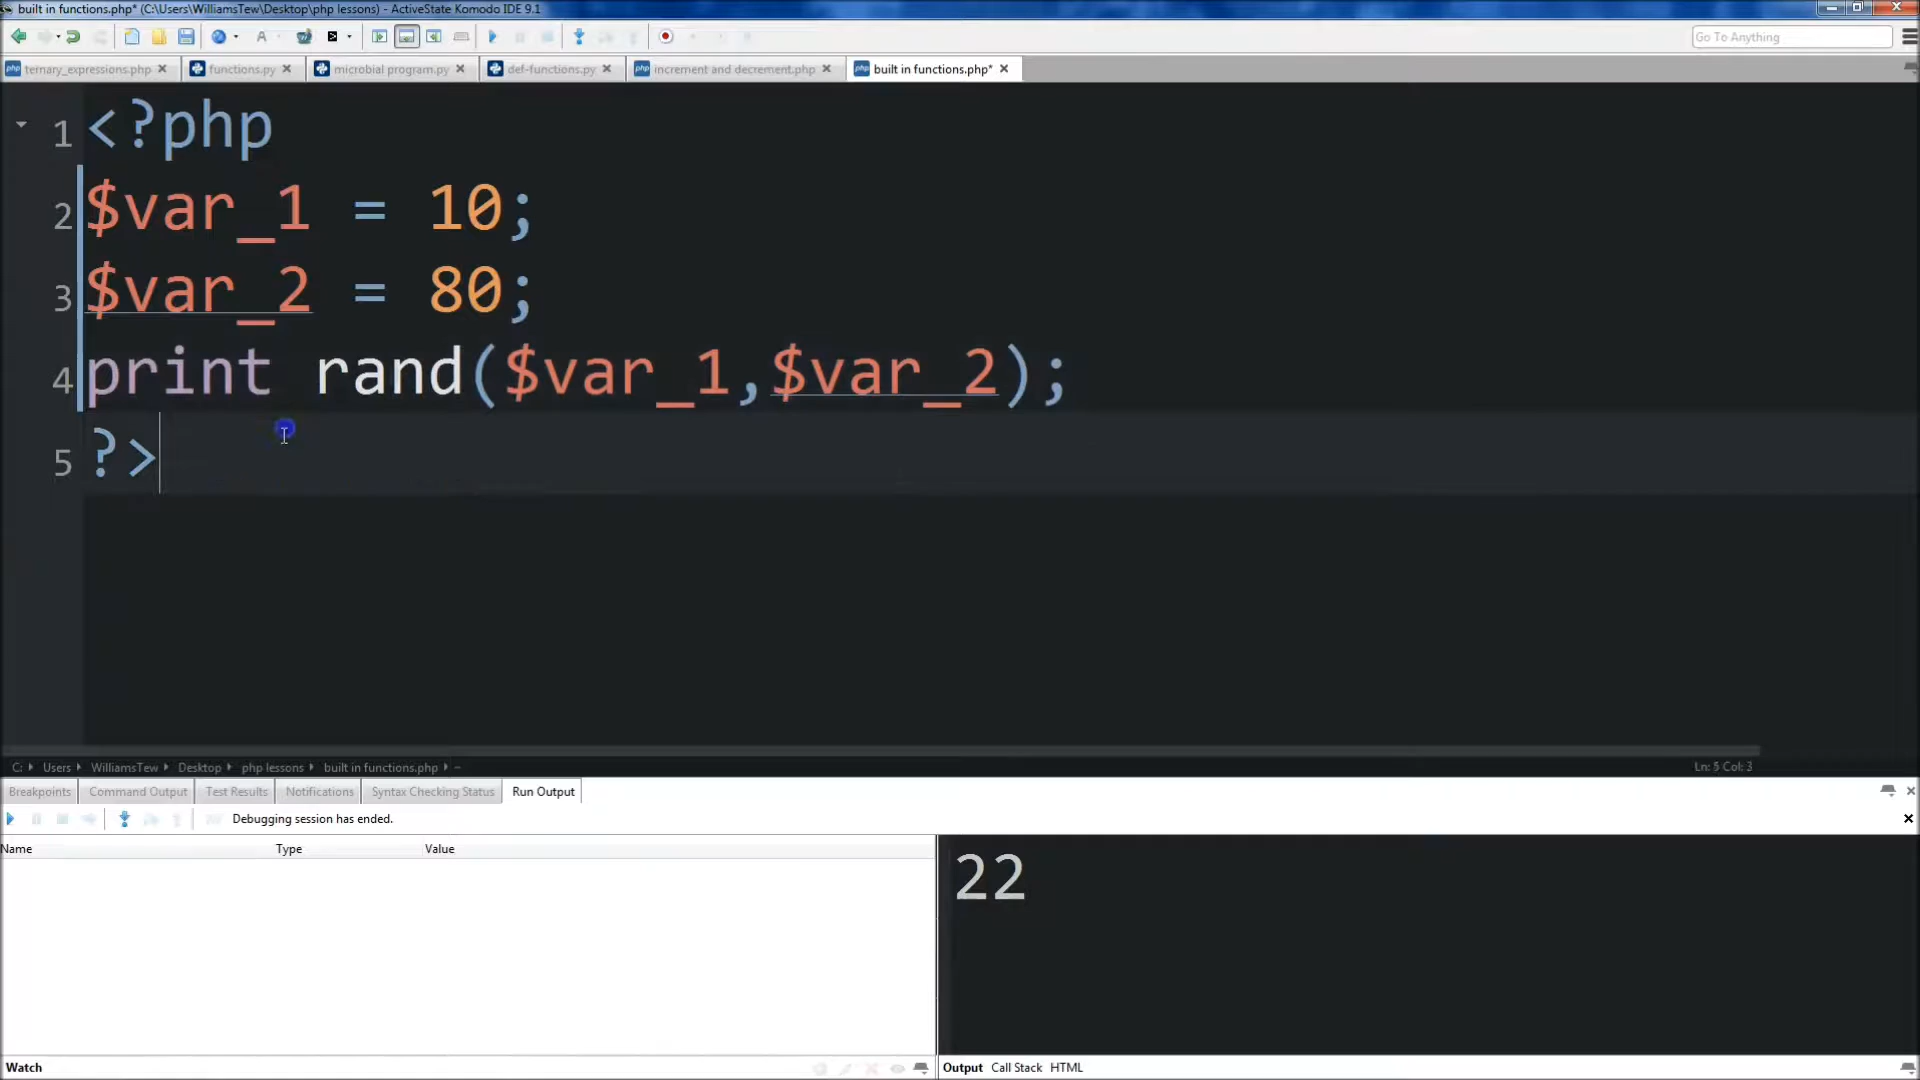 built in functions.php* (C:\Users\WilliamsTew\Desktop\php lessons) - ActiveState Komodo IDE 9.1
Go To Anything
ternary_expressions.php functions.py microbial program.py def-functions.py increment and decrement.php built in functions.php*
1 <?php
2 $var_1 = 10;
3 $var_2 = 80;
4 print rand($var_1,$var_2);
5 ?>
C: Users WilliamsTew Desktop php lessons built in functions.php Ln: 5 Col: 3
Breakpoints Command Output Test Results Notifications Syntax Checking Status Run Output
Debugging session has ended.
Name Type Value
22
Watch Output Call Stack HTML